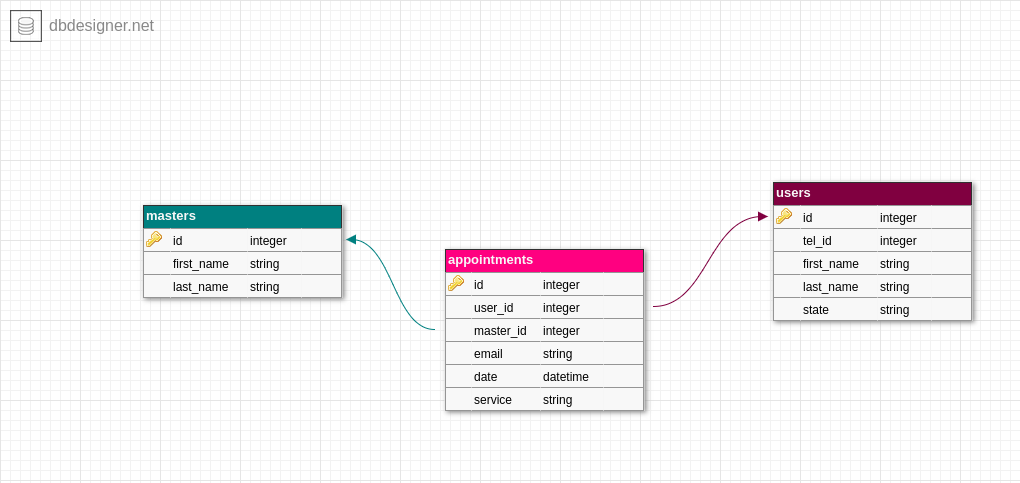 dbdesigner.net
masters
id integer
first_name string
last_name string
appointments
id integer
user_id integer
master_id integer
email string
date datetime
service string
users
id integer
tel_id integer
first_name string
last_name string
state string